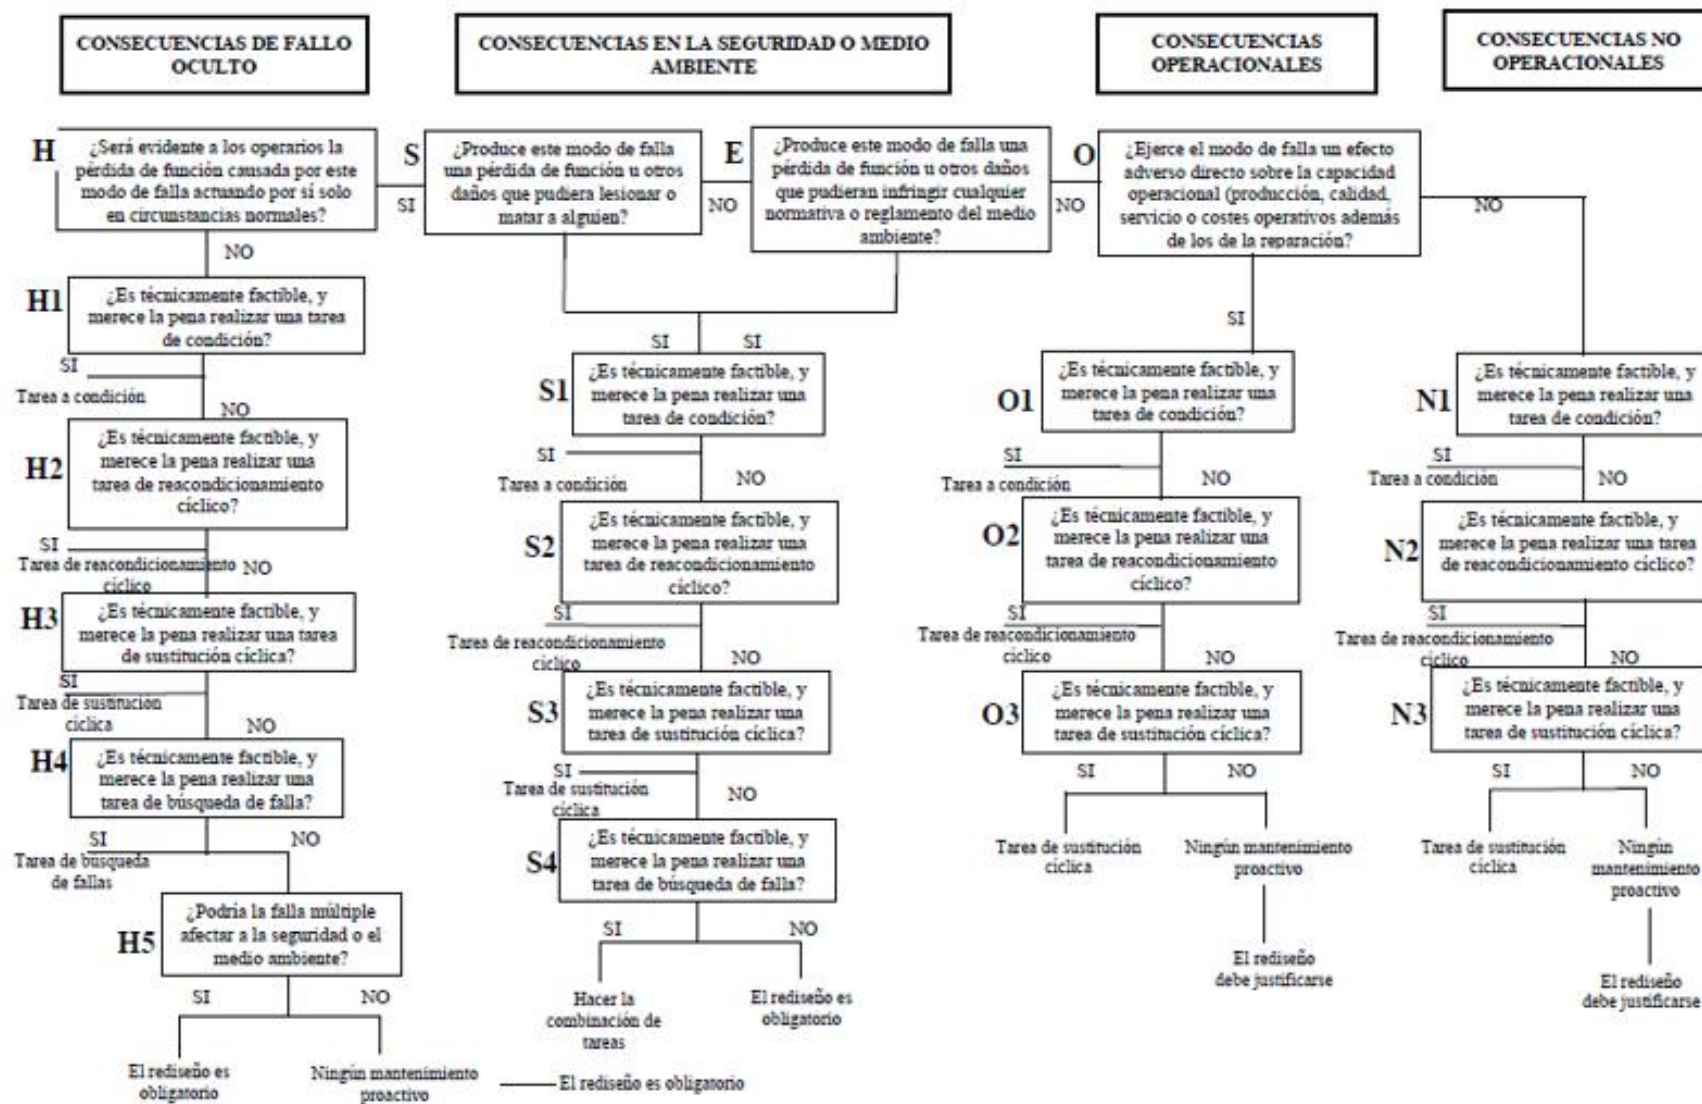 CONSECUENCIAS DE FALLO
OCULTO
CONSECUENCIAS EN LA SEGURIDAD O MEDIO
AMBIENTE
CONSECUENCIAS
OPERACIONALES
CONSECUENCIAS NO
OPERACIONALES
H
¿Será evidente a los operarios la
pérdida de función causada por este
modo de falla actuando por sí solo
en circunstancias normales?
SI
NO
S
¿Produce este modo de falla
una pérdida de función u otros
daños que pudiera lesionar o
matar a alguien?
NO
E
¿Produce este modo de falla una
pérdida de función u otros daños
que pudieran infringir cualquier
normativa o reglamento del medio
ambiente?
NO
O
¿Ejerce el modo de falla un efecto
adverso directo sobre la capacidad
operacional (producción, calidad,
servicio o costes operativos además
de los de la reparación?
NO
SI
H1
¿Es técnicamente factible, y
merece la pena realizar una tarea
de condición?
SI
Tarea a condición
NO
H2
¿Es técnicamente factible, y
merece la pena realizar una
tarea de reacondicionamiento
cíclico?
SI
Tarea de reacondicionamiento
cíclico
NO
H3
¿Es técnicamente factible, y
merece la pena realizar una tarea
de sustitución cíclica?
SI
Tarea de sustitución
cíclica
NO
H4
¿Es técnicamente factible, y
merece la pena realizar una
tarea de búsqueda de falla?
SI
NO
Tarea de búsqueda
de fallas
H5
¿Podría la falla múltiple
afectar a la seguridad o el
medio ambiente?
SI
NO
El rediseño es
obligatorio
Ningún mantenimiento
proactivo
El rediseño es obligatorio
SI
SI
S1
¿Es técnicamente factible, y
merece la pena realizar una
tarea de condición?
SI
Tarea a condición
NO
S2
¿Es técnicamente factible, y
merece la pena realizar una
tarea de reacondicionamiento
cíclico?
SI
Tarea de reacondicionamiento
cíclico
NO
S3
¿Es técnicamente factible, y
merece la pena realizar una
tarea de sustitución cíclica?
SI
Tarea de sustitución
cíclica
NO
S4
¿Es técnicamente factible, y
merece la pena realizar una
tarea de búsqueda de falla?
SI
NO
Hacer la
combinación de
tareas
El rediseño es
obligatorio
O1
¿Es técnicamente factible, y
merece la pena realizar una
tarea de condición?
SI
Tarea a condición
NO
O2
¿Es técnicamente factible, y
merece la pena realizar una
tarea de reacondicionamiento
cíclico?
SI
Tarea de reacondicionamiento
cíclico
NO
O3
¿Es técnicamente factible, y
merece la pena realizar una
tarea de sustitución cíclica?
SI
NO
Tarea de sustitución
cíclica
Ningún mantenimiento
proactivo
El rediseño
debe justificarse
N1
¿Es técnicamente factible, y
merece la pena realizar una
tarea de condición?
SI
Tarea a condición
NO
N2
¿Es técnicamente factible, y
merece la pena realizar una tarea
de reacondicionamiento cíclico?
SI
Tarea de reacondicionamiento
cíclico
NO
N3
¿Es técnicamente factible, y
merece la pena realizar una
tarea de sustitución cíclica?
SI
NO
Tarea de sustitución
cíclica
Ningún
mantenimiento
proactivo
El rediseño
debe justificarse